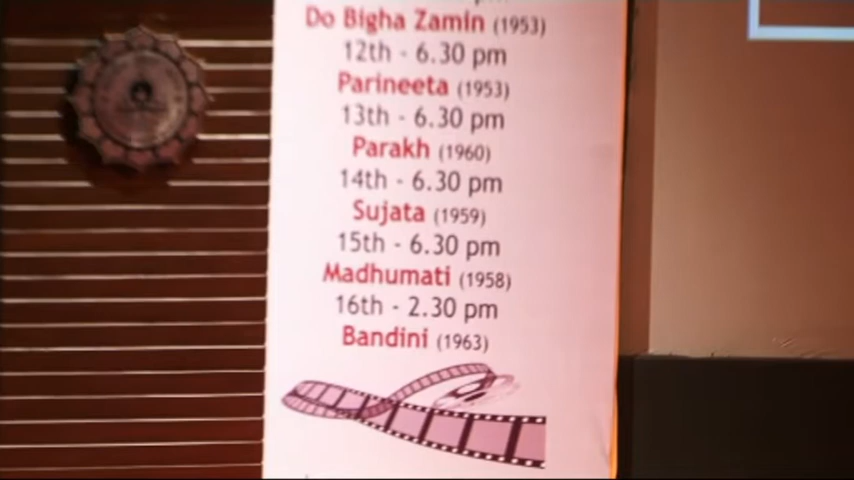 Do Bigha Zamin (1953)
12th - 6.30 pm
Parineeta (1953)
13th - 6.30 pm
Parakh (1960)
14th - 6.30 pm
Sujata (1959)
15th - 6.30 pm
Madhumati (1958)
16th - 2.30 pm
Bandini (1963)